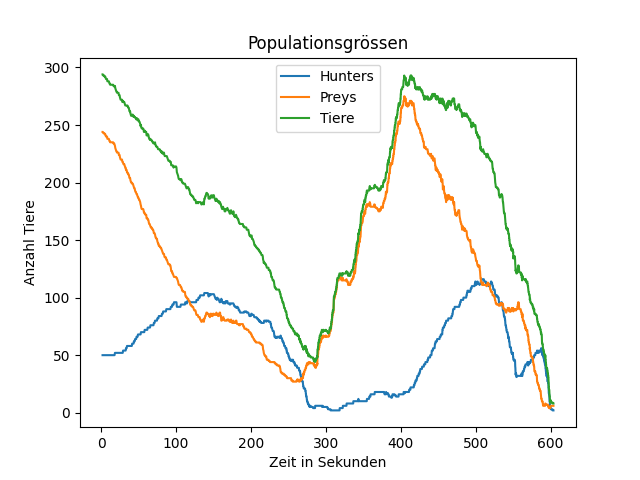 Populationsgrössen
Hunters
Preys
Tiere
Anzahl Tiere
300
250
200
150
100
50
0
0 100 200 300 400 500 600
Zeit in Sekunden